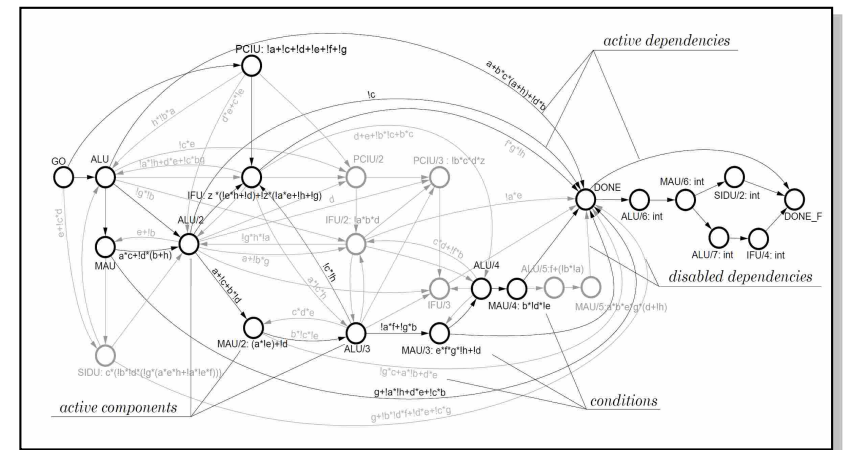 PCIU: !a+!c+!d+!e+!f+!g
active dependencies
a+b*c*(a+h)+!d*b
!c
h*!b*a
d*e+c*!e
d+e+!b*!c+b*c
f*g*!h
!c*e
GO
ALU
!a*!h+d*e+!c*bg
PCIU/2
PCIU/3 : !b*c*d*z
DONE
MAU/6: int
SIDU/2: int
IFU: z *(!e*h+!d)+!z*(!a*e+!h+!g)
!g*!b
d
!a*e
ALU/6: int
DONE_F
ALU/2
IFU/2: !a*b*d
e+!b
!g*!h*!a
c*d+!f*b
ALU/7: int
IFU/4: int
MAU
a*c+!d*(b+h)
a+!b*g
!c*!h
a*c*h
ALU/4
ALU/5:f+(!b*!a)
disabled dependencies
a+!c+b*!d
IFU/3
MAU/4: b*!d*!e
MAU/5:a*b*e*g*(d+!h)
c*d*e
!a*f+!g*b
b*!c*!e
MAU/2: (a*!e)+!d
ALU/3
MAU/3: e*f*g*!h+!d
SIDU: c*(!b*!d*(!g*(a*e*h+!a*!e*f)))
!g*c+a*!b+d*e
g+!a*!h+d*e+!c*b
active components
conditions
g+!b*!d*f+!d*e+!c*g